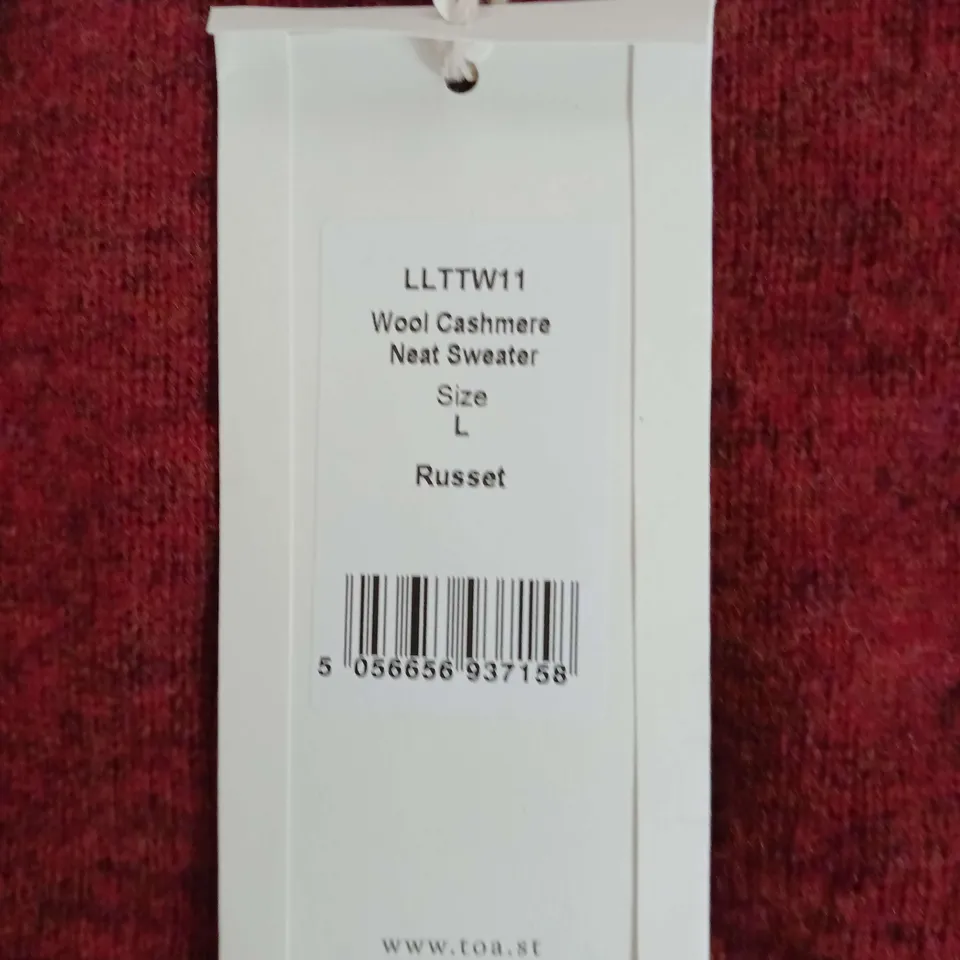 LLTTW11
Wool Cashmere
Neat Sweater
Size
L
Russet
5 056656 937158
www.toa.st